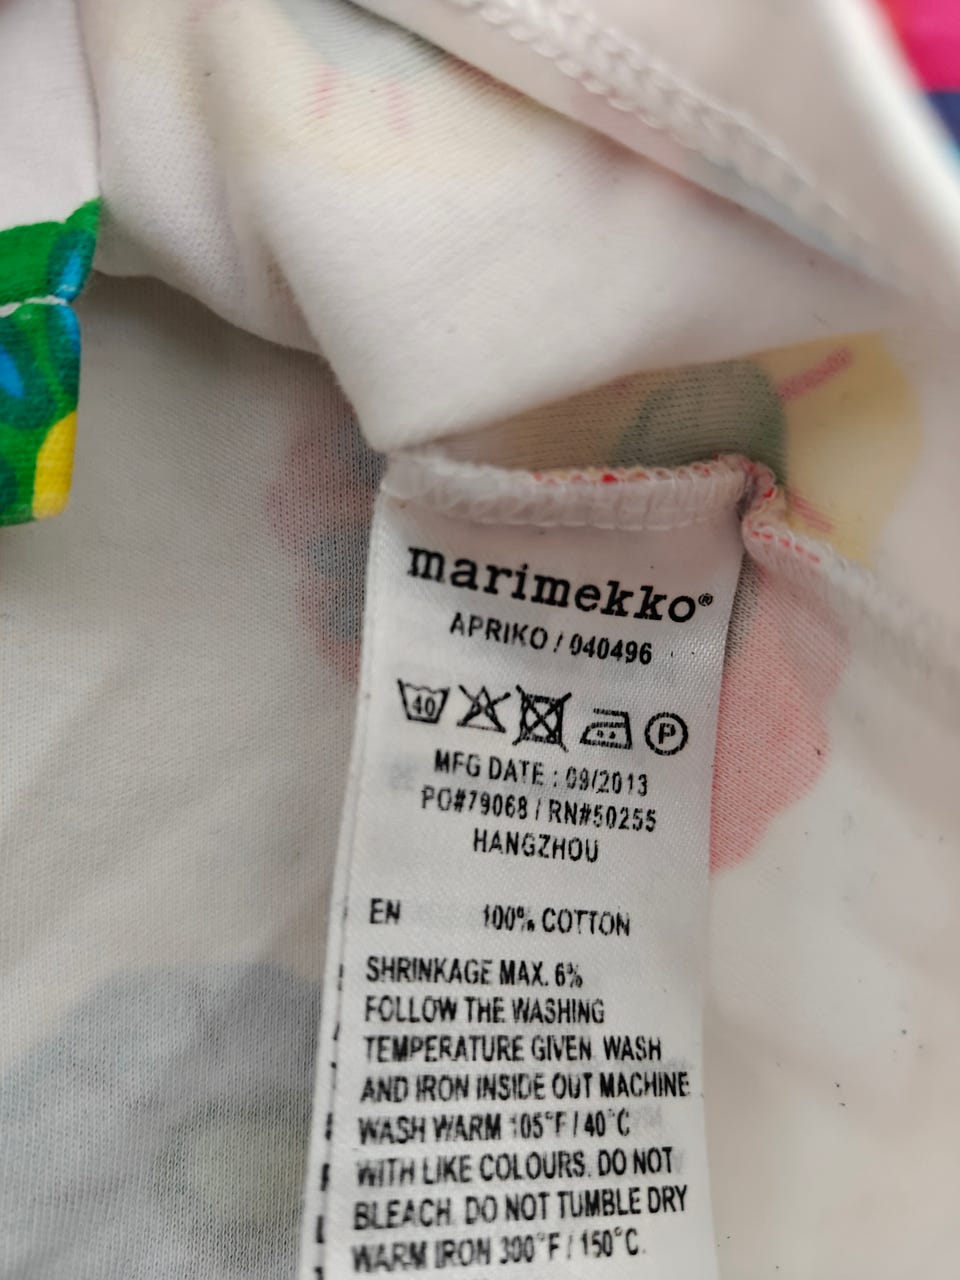 marimekko®
APRIKO / 040496
40
P
MFG DATE : 09/2013
PO#79068 / RN#50255
HANGZHOU
EN 100% COTTON
SHRINKAGE MAX. 6%
FOLLOW THE WASHING
TEMPERATURE GIVEN. WASH
AND IRON INSIDE OUT MACHINE
WASH WARM 105°F / 40°C
WITH LIKE COLOURS. DO NOT
BLEACH. DO NOT TUMBLE DRY
WARM IRON 300°F / 150°C.